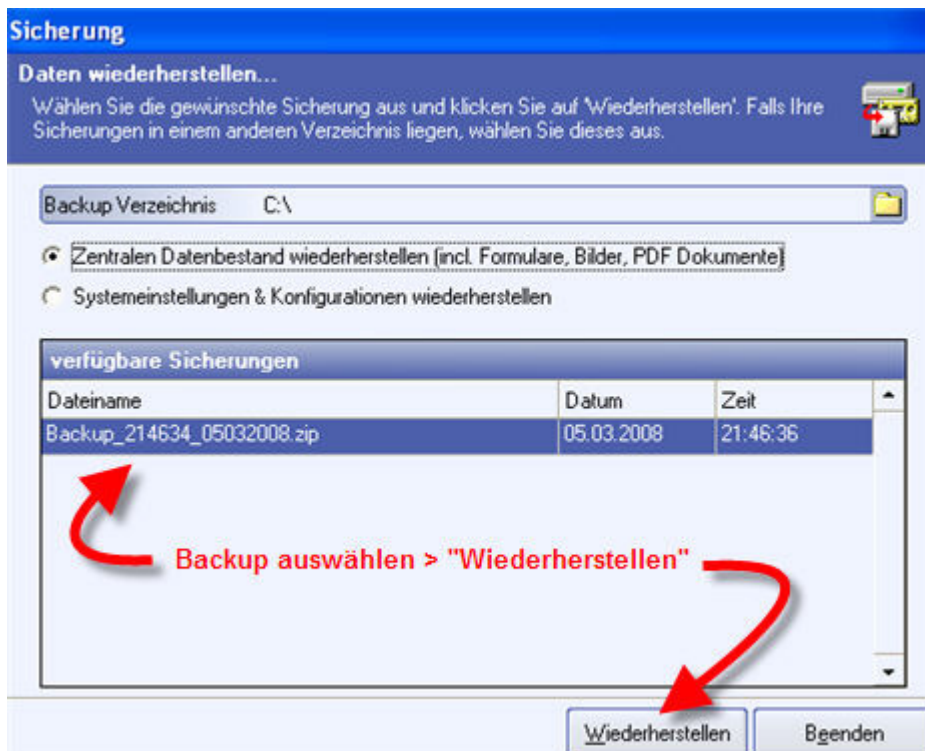 Sicherung
Daten wiederherstellen...
Wählen Sie die gewünschte Sicherung aus und klicken Sie auf 'Wiederherstellen'. Falls Ihre
Sicherungen in einem anderen Verzeichnis liegen, wählen Sie dieses aus.
Backup Verzeichnis C:\
Zentralen Datenbestand wiederherstellen (incl. Formulare, Bilder, PDF Dokumente)
Systemeinstellungen & Konfigurationen wiederherstellen
verfügbare Sicherungen
Dateiname Datum Zeit
Backup_214634_05032008.zip 05.03.2008 21:46:36
Backup auswählen > "Wiederherstellen"
Wiederherstellen Beenden